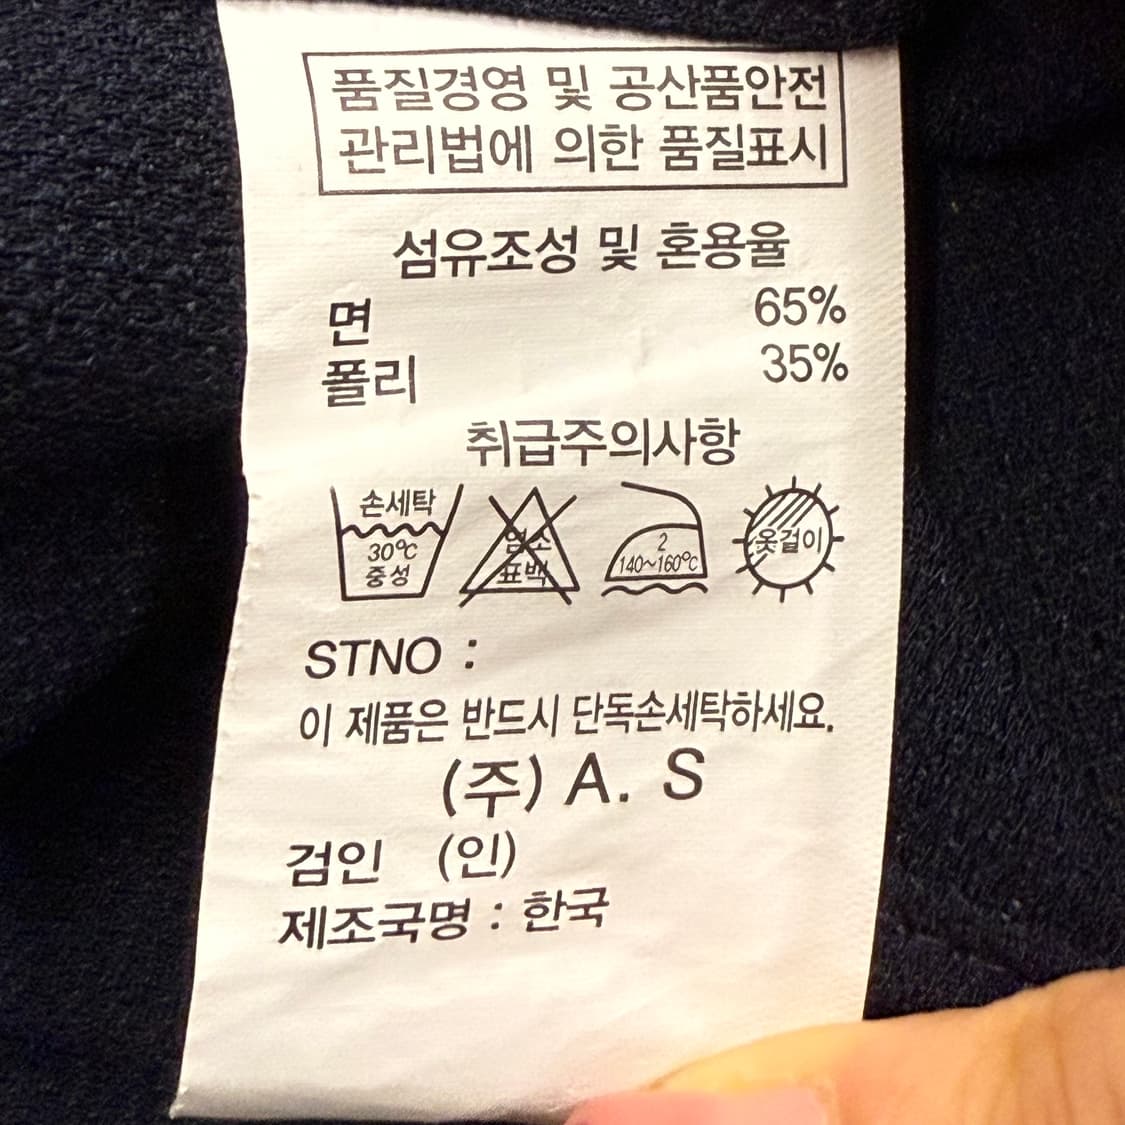 품질경영 및 공산품안전
관리법에 의한 품질표시
섬유조성 및 혼용율
면 65%
폴리 35%
취급주의사항
손세탁
30℃
중성
염소
표백
2
140~160℃
옷걸이
STNO :
이 제품은 반드시 단독손세탁하세요.
(주) A. S
검인 (인)
제조국명 : 한국